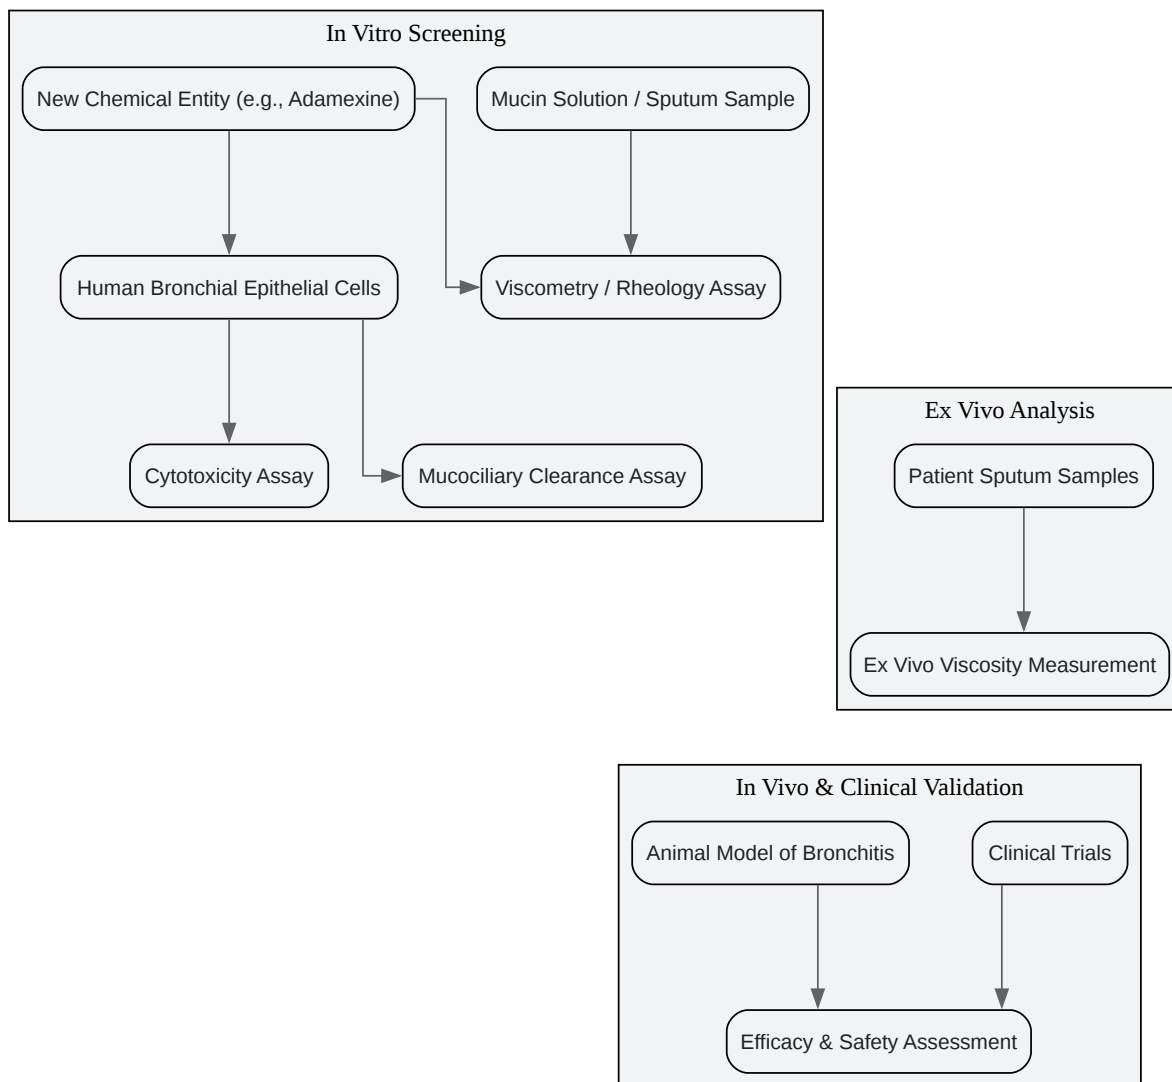 In Vitro Screening
New Chemical Entity (e.g., Adamexine)
Mucin Solution / Sputum Sample
Human Bronchial Epithelial Cells
Viscometry / Rheology Assay
Cytotoxicity Assay
Mucociliary Clearance Assay
Ex Vivo Analysis
Patient Sputum Samples
Ex Vivo Viscosity Measurement
In Vivo & Clinical Validation
Animal Model of Bronchitis
Clinical Trials
Efficacy & Safety Assessment